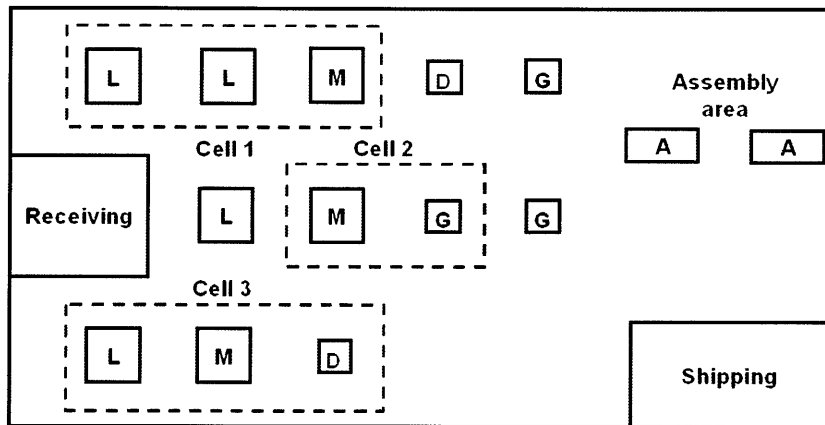 L L M D G
Assembly
area
A A
Cell 1 Cell 2
Receiving
L M G G
Cell 3
L M D
Shipping